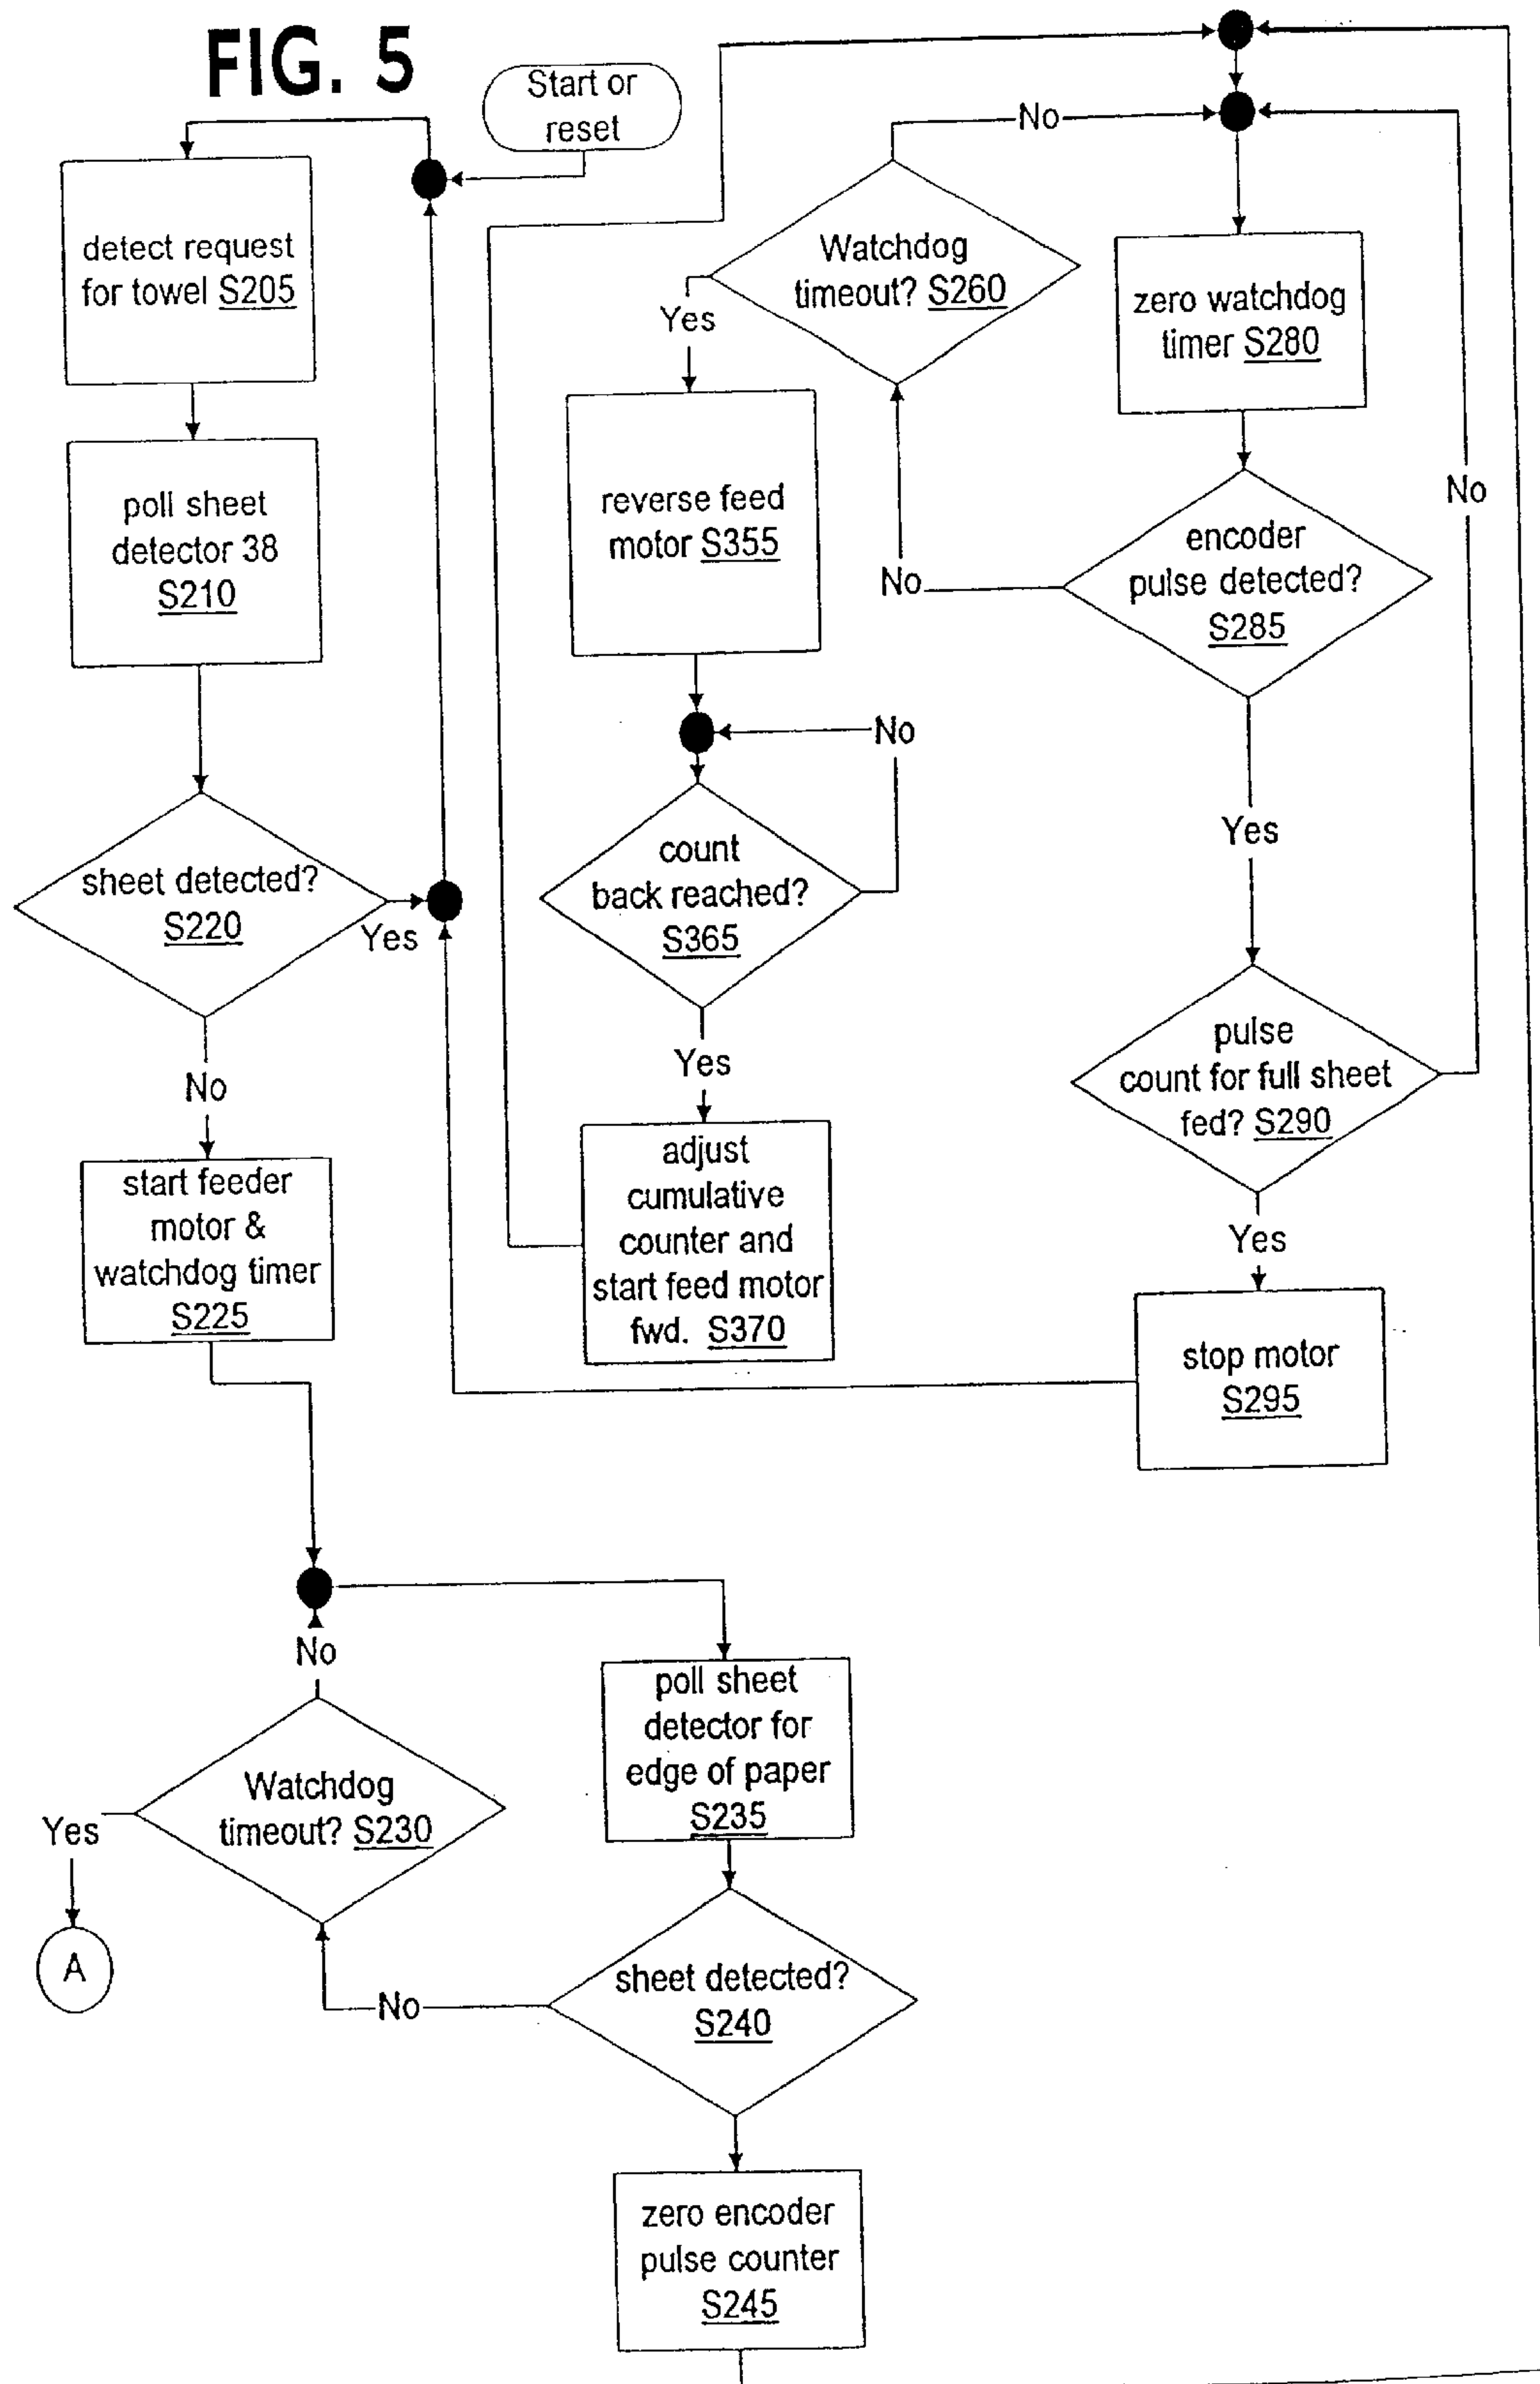 FIG. 5
Start or
reset
detect request
for towel S205
poll sheet
detector 38
S210
sheet detected?
S220
Yes
No
start feeder
motor &
watchdog timer
S225
No
Watchdog
timeout? S230
Yes
A
poll sheet
detector for
edge of paper
S235
sheet detected?
S240
No
zero encoder
pulse counter
S245
No
Watchdog
timeout? S260
Yes
reverse feed
motor S355
No
count
back reached?
S365
Yes
adjust
cumulative
counter and
start feed motor
fwd. S370
zero watchdog
timer S280
encoder
pulse detected?
S285
No
Yes
No
pulse
count for full sheet
fed? S290
Yes
stop motor
S295